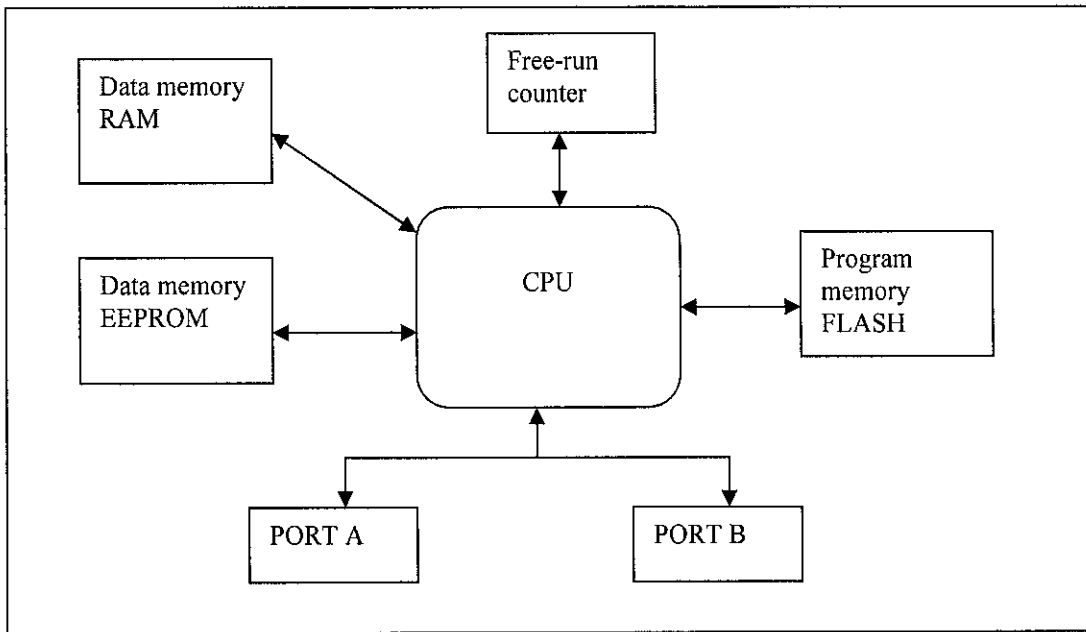 Data memory
RAM
Free-run
counter
Data memory
EEPROM
CPU
Program
memory
FLASH
PORT A
PORT B